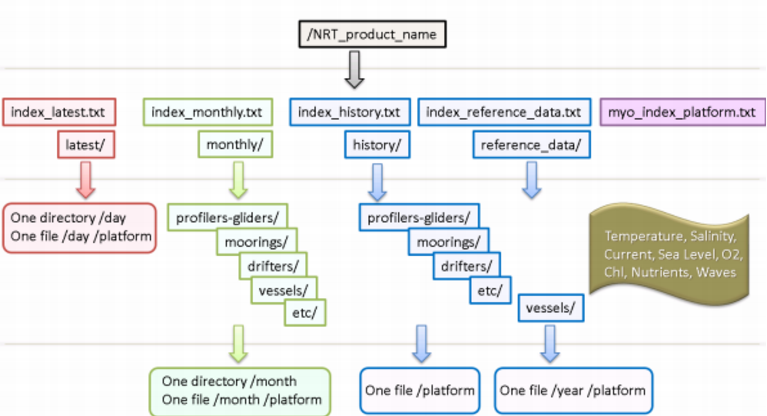 /NRT_product_name
index_latest.txt
index_monthly.txt
index_history.txt
index_reference_data.txt
myo_index_platform.txt
latest/
monthly/
history/
reference_data/
One directory /day
One file /day /platform
profilers-gliders/
moorings/
drifters/
vessels/
etc/
profilers-gliders/
moorings/
drifters/
etc/
vessels/
Temperature, Salinity,
Current, Sea Level, O2,
Chl, Nutrients, Waves
One directory /month
One file /month /platform
One file /platform
One file /year /platform